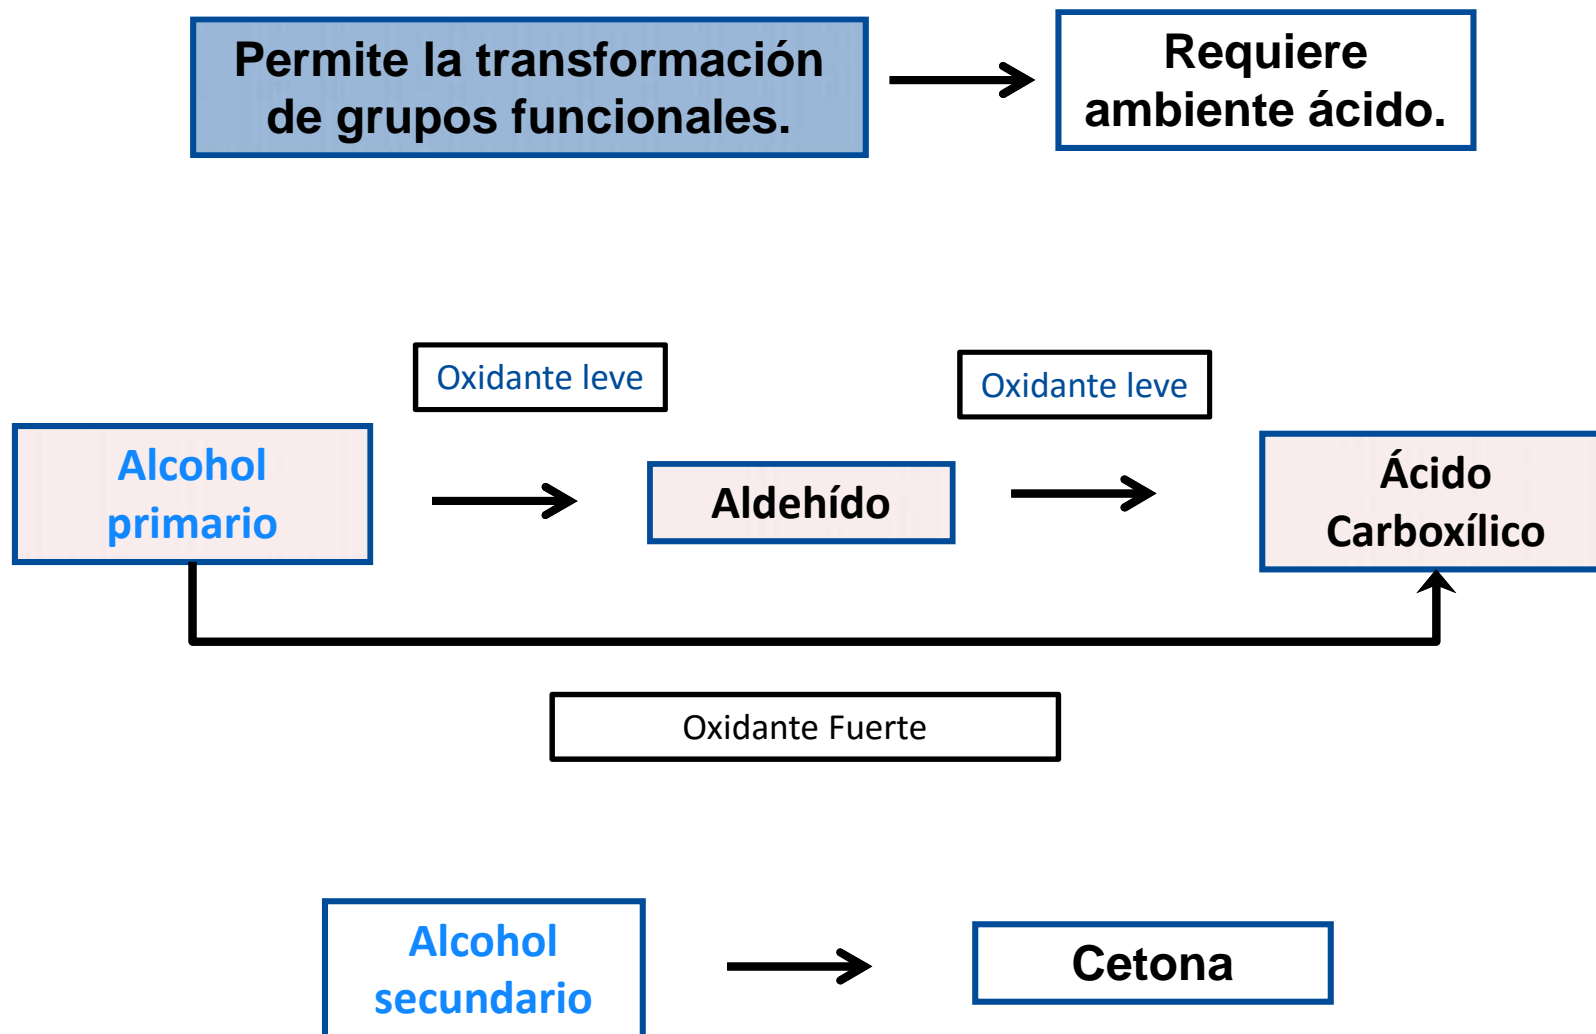 Permite la transformación
de grupos funcionales.
Requiere
ambiente ácido.
Oxidante leve
Oxidante leve
Alcohol
primario
Aldehído
Ácido
Carboxílico
Oxidante Fuerte
Alcohol
secundario
Cetona